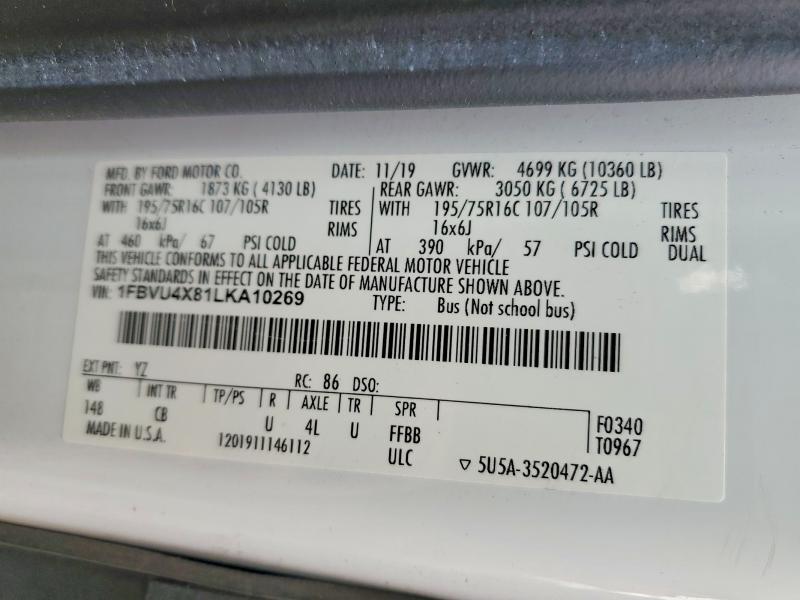 MFD. BY FORD MOTOR CO. DATE: 11/19 GVWR: 4699 KG (10360 LB)
FRONT GAWR: 1873 KG ( 4130 LB) REAR GAWR: 3050 KG ( 6725 LB)
WITH 195/75R16C 107/105R TIRES WITH 195/75R16C 107/105R TIRES
16x6J RIMS 16x6J RIMS
AT 460 kPa/ 67 PSI COLD AT 390 kPa/ 57 PSI COLD DUAL
THIS VEHICLE CONFORMS TO ALL APPLICABLE FEDERAL MOTOR VEHICLE
SAFETY STANDARDS IN EFFECT ON THE DATE OF MANUFACTURE SHOWN ABOVE.
VIN: 1FBVU4X81LKA10269 TYPE: Bus (Not school bus)
EXT PNT: YZ RC: 86 DSO:
WB INT TR TP/PS R AXLE TR SPR F0340
148 CB U 4L U FFBB T0967
MADE IN U.S.A. 1201911146112 ULC ▽ 5U5A-3520472-AA